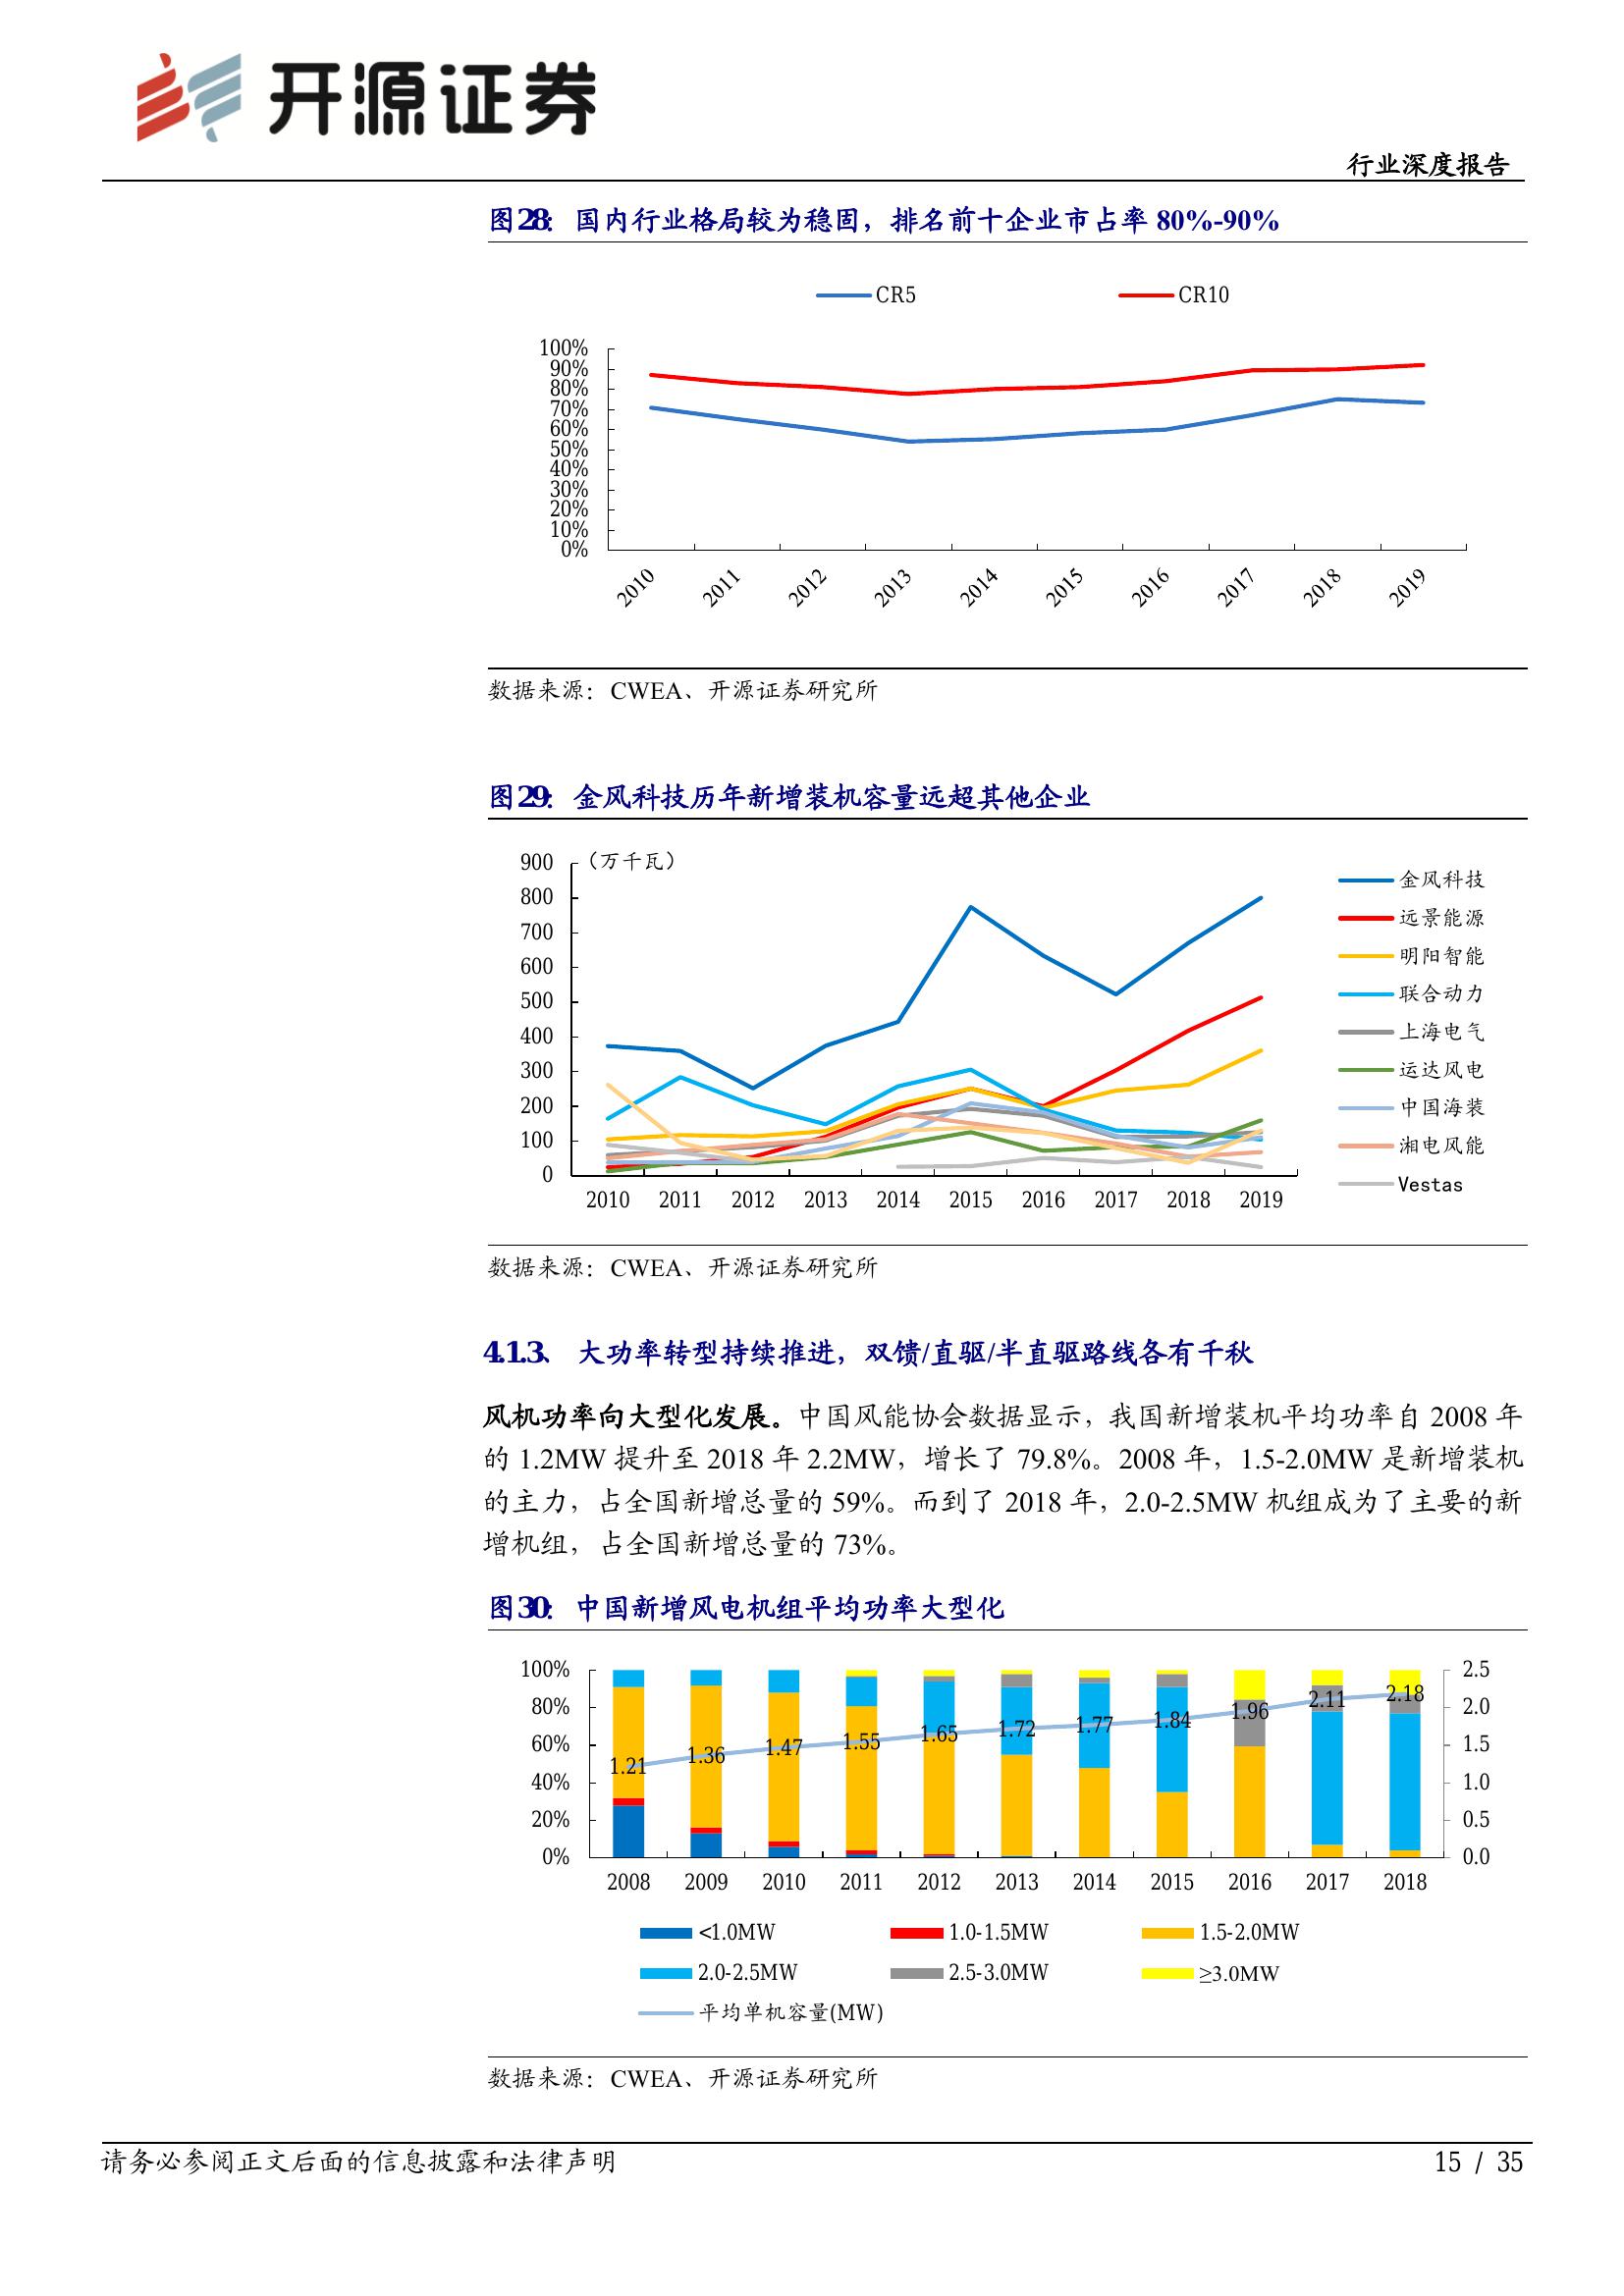 开源证券
行业深度报告
图28： 国内行业格局较为稳固，排名前十企业市占率 80%-90%
CR5 CR10
100%
90%
80%
70%
60%
50%
40%
30%
20%
10%
0%
2010 2011 2012 2013 2014 2015 2016 2017 2018 2019
数据来源：CWEA、开源证券研究所
图29： 金风科技历年新增装机容量远超其他企业
（万千瓦）
900
800
700
600
500
400
300
200
100
0
2010 2011 2012 2013 2014 2015 2016 2017 2018 2019
金风科技
远景能源
明阳智能
联合动力
上海电气
运达风电
中国海装
湘电风能
Vestas
数据来源：CWEA、开源证券研究所
4.1.3、 大功率转型持续推进，双馈/直驱/半直驱路线各有千秋
风机功率向大型化发展。中国风能协会数据显示，我国新增装机平均功率自 2008 年
的 1.2MW 提升至 2018 年 2.2MW，增长了 79.8%。2008 年，1.5-2.0MW 是新增装机
的主力，占全国新增总量的 59%。而到了 2018 年，2.0-2.5MW 机组成为了主要的新
增机组，占全国新增总量的 73%。
图30： 中国新增风电机组平均功率大型化
100%
80%
60%
40%
20%
0%
1.21 1.36 1.47 1.55 1.65 1.72 1.77 1.84 1.96 2.11 2.18
2.5
2.0
1.5
1.0
0.5
0.0
2008 2009 2010 2011 2012 2013 2014 2015 2016 2017 2018
<1.0MW 1.0-1.5MW 1.5-2.0MW
2.0-2.5MW 2.5-3.0MW ≥3.0MW
平均单机容量(MW)
数据来源：CWEA、开源证券研究所
请务必参阅正文后面的信息披露和法律声明 15 / 35